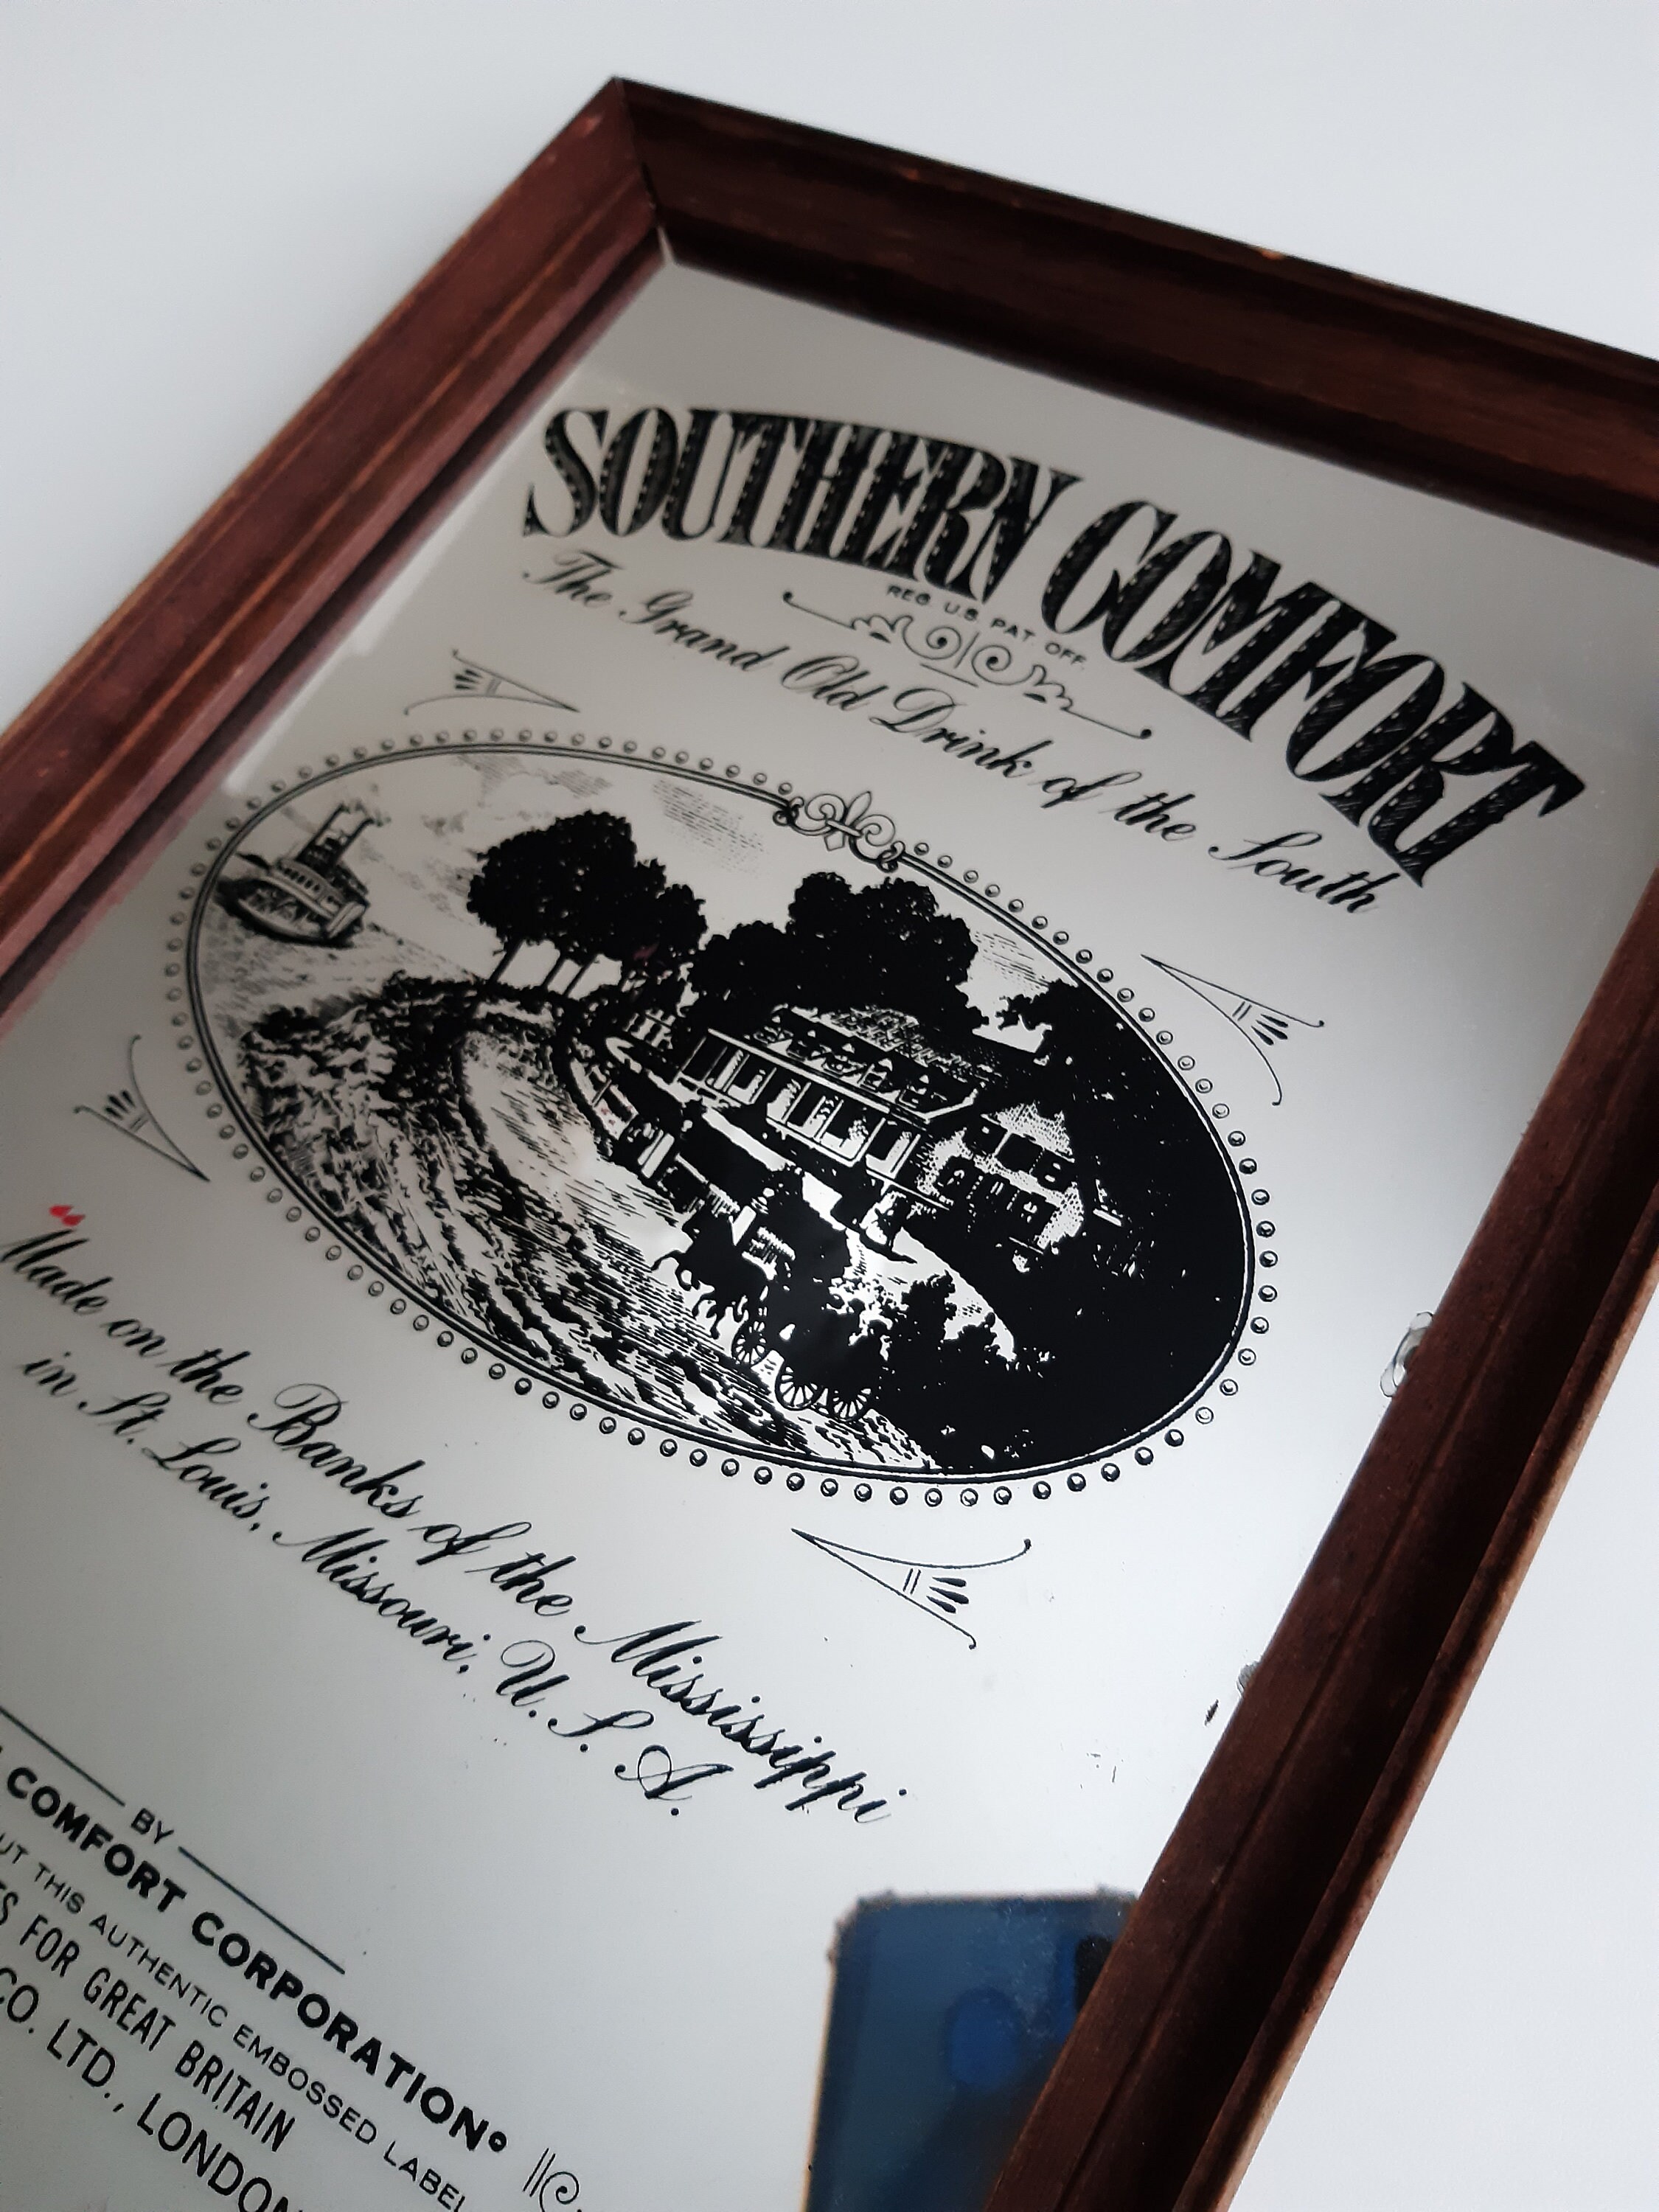 SOUTHERN COMFORT
REG. U.S. PAT. OFF.
The Grand Old Drink of the South
Made on the Banks of the Mississippi
in St. Louis, Missouri, U. S. A.
BY
COMFORT CORPORATION
THIS AUTHENTIC EMBOSSED LABEL
FOR GREAT BRITAIN
CO. LTD., LONDON